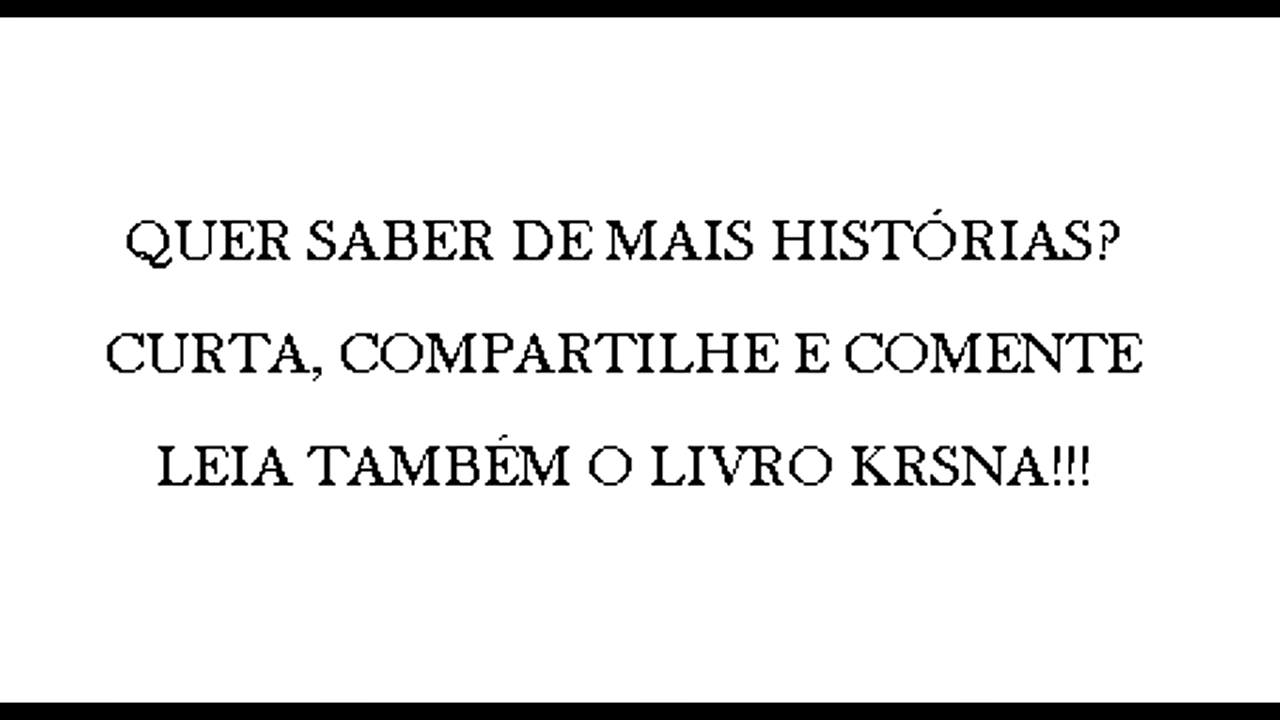 QUER SABER DE MAIS HISTÓRIAS?
CURTA, COMPARTILHE E COMENTE
LEIA TAMBÉM O LIVRO KRSNA!!!